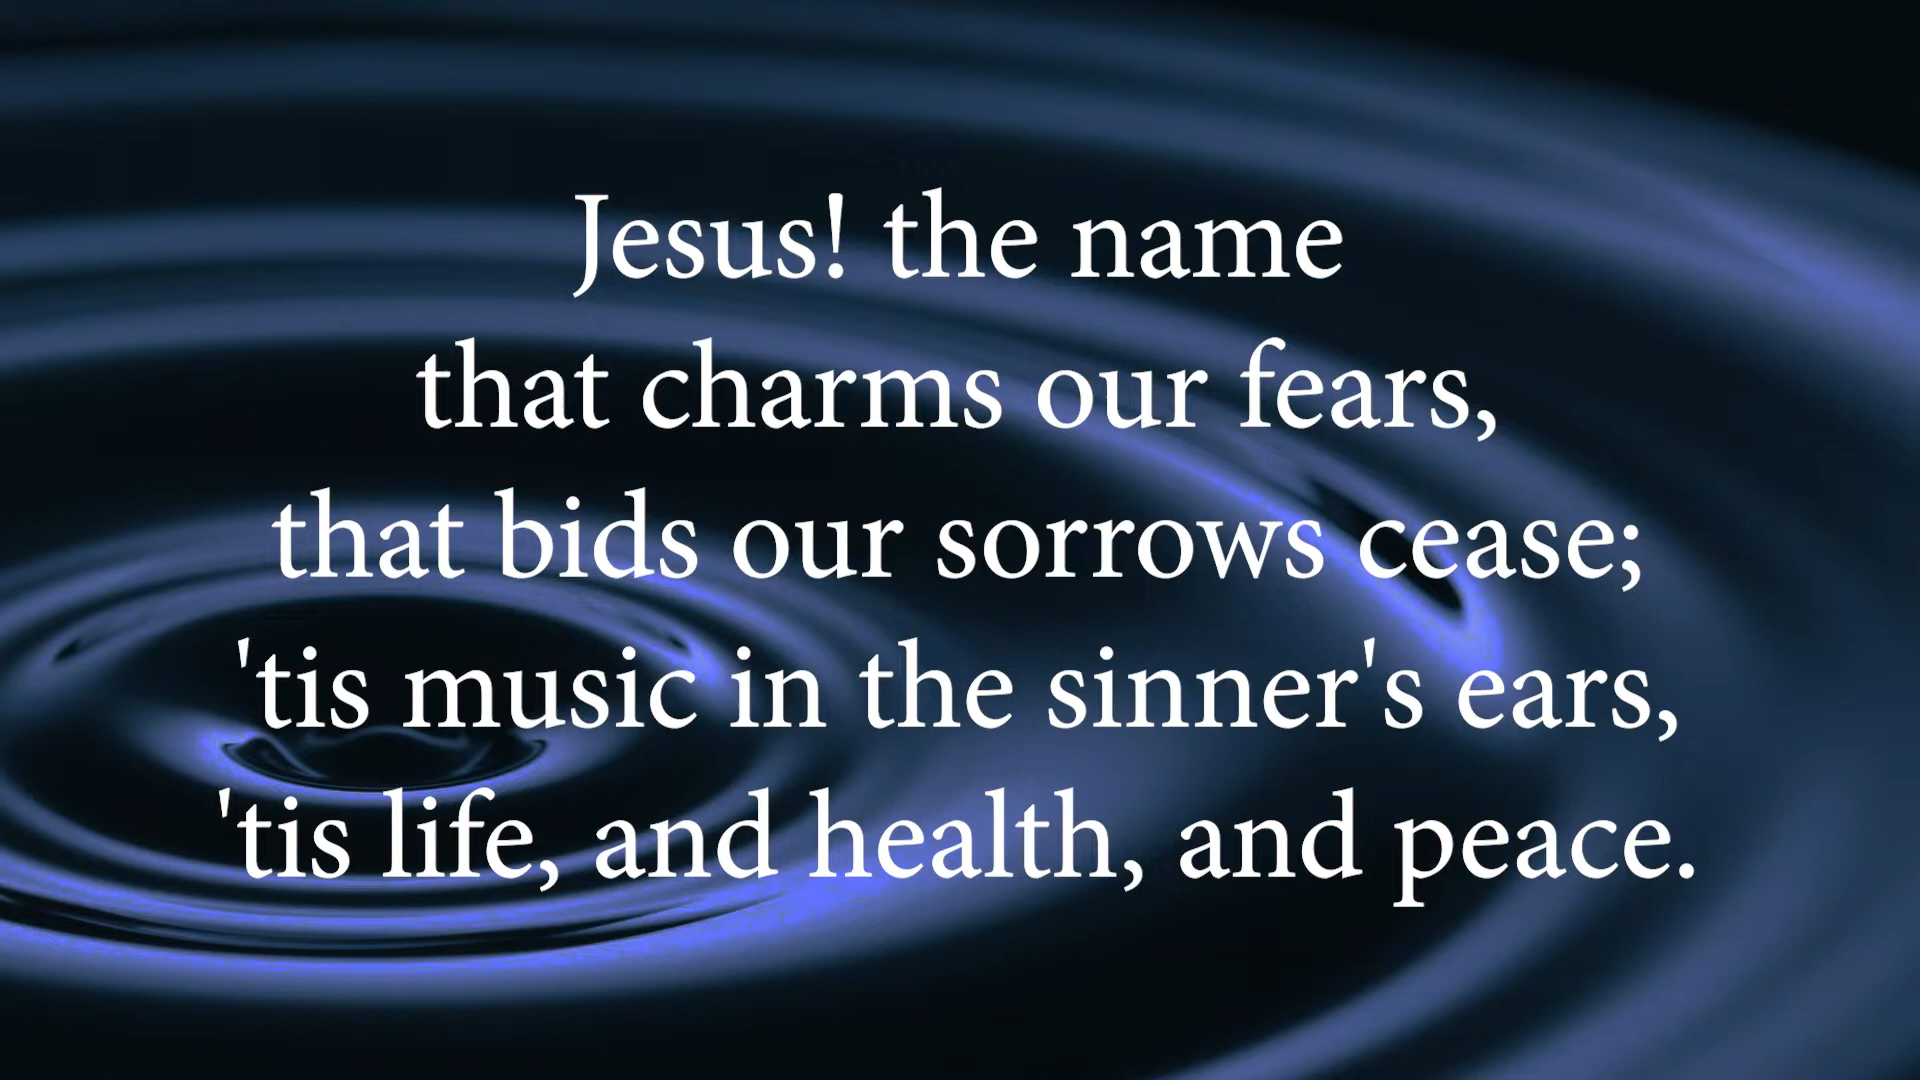 Jesus! the name
that charms our fears,
that bids our sorrows cease;
'tis music in the sinner's ears,
'tis life, and health, and peace.